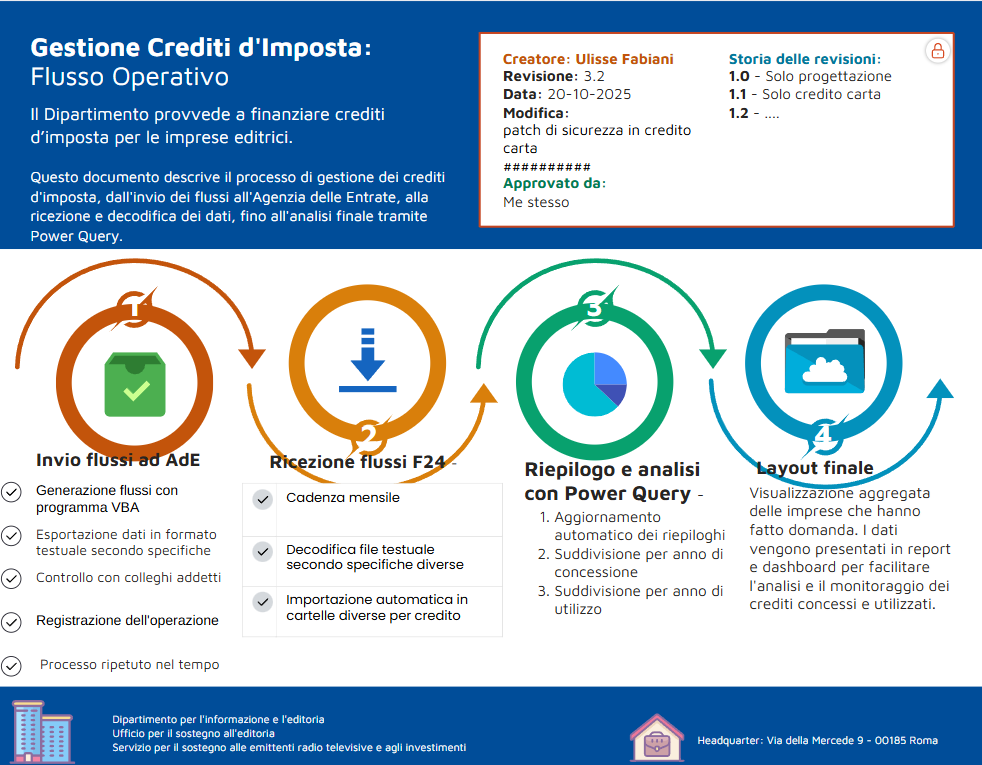 Gestione Crediti d'Imposta:
Flusso Operativo
Il Dipartimento provvede a finanziare crediti
d’imposta per le imprese editrici.
Questo documento descrive il processo di gestione dei crediti
d'imposta, dall'invio dei flussi all'Agenzia delle Entrate, alla
ricezione e decodifica dei dati, fino all'analisi finale tramite
Power Query.
Creatore: Ulisse Fabiani
Revisione: 3.2
Data: 20-10-2025
Modifica:
patch di sicurezza in credito
carta
##########
Approvato da:
Me stesso
Storia delle revisioni:
1.0 - Solo progettazione
1.1 - Solo credito carta
1.2 - ....
1
Invio flussi ad AdE
Generazione flussi con
programma VBA
Esportazione dati in formato
testuale secondo specifiche
Controllo con colleghi addetti
Registrazione dell'operazione
Processo ripetuto nel tempo
2
Ricezione flussi F24 -
Cadenza mensile
Decodifica file testuale
secondo specifiche diverse
Importazione automatica in
cartelle diverse per credito
3
Riepilogo e analisi
con Power Query -
1. Aggiornamento
automatico dei riepiloghi
2. Suddivisione per anno di
concessione
3. Suddivisione per anno di
utilizzo
4
Layout finale
Visualizzazione aggregata
delle imprese che hanno
fatto domanda. I dati
vengono presentati in report
e dashboard per facilitare
l'analisi e il monitoraggio dei
crediti concessi e utilizzati.
Dipartimento per l'informazione e l'editoria
Ufficio per il sostegno all'editoria
Servizio per il sostegno alle emittenti radio televisive e agli investimenti
Headquarter: Via della Mercede 9 - 00185 Roma